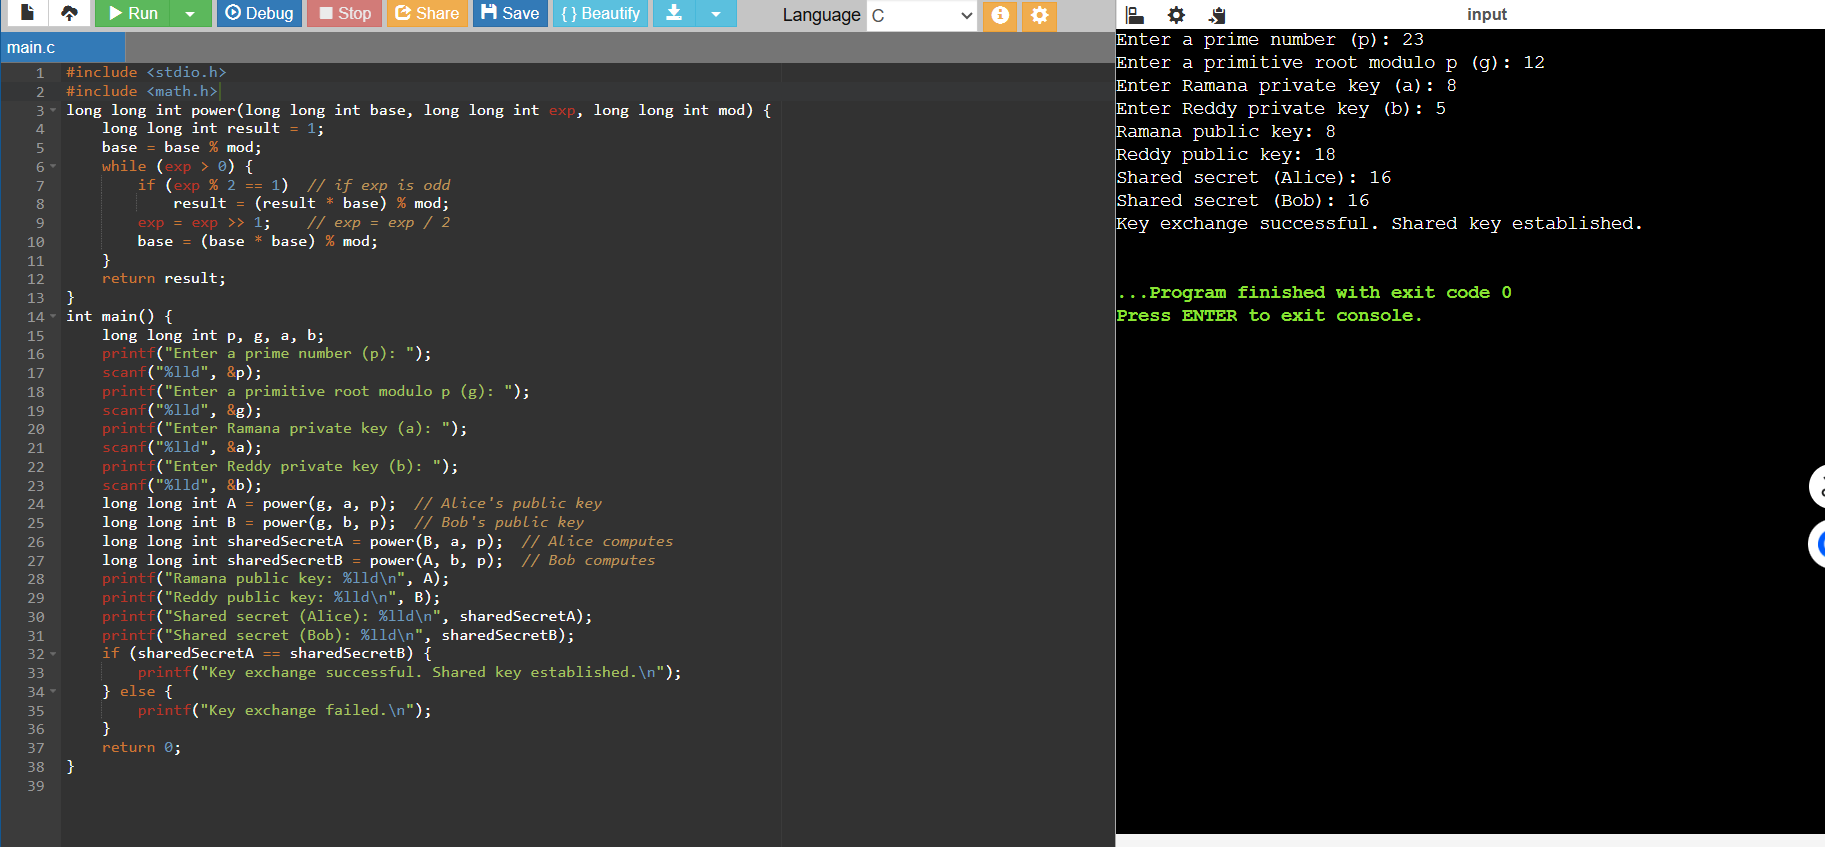 Run Debug Stop Share Save { } Beautify Language C
main.c
1 #include <stdio.h>
2 #include <math.h>
3 long long int power(long long int base, long long int exp, long long int mod) {
4     long long int result = 1;
5     base = base % mod;
6     while (exp > 0) {
7         if (exp % 2 == 1)  // if exp is odd
8             result = (result * base) % mod;
9         exp = exp >> 1;    // exp = exp / 2
10         base = (base * base) % mod;
11     }
12     return result;
13 }
14 int main() {
15     long long int p, g, a, b;
16     printf("Enter a prime number (p): ");
17     scanf("%lld", &p);
18     printf("Enter a primitive root modulo p (g): ");
19     scanf("%lld", &g);
20     printf("Enter Ramana private key (a): ");
21     scanf("%lld", &a);
22     printf("Enter Reddy private key (b): ");
23     scanf("%lld", &b);
24     long long int A = power(g, a, p);  // Alice's public key
25     long long int B = power(g, b, p);  // Bob's public key
26     long long int sharedSecretA = power(B, a, p);  // Alice computes
27     long long int sharedSecretB = power(A, b, p);  // Bob computes
28     printf("Ramana public key: %lld\n", A);
29     printf("Reddy public key: %lld\n", B);
30     printf("Shared secret (Alice): %lld\n", sharedSecretA);
31     printf("Shared secret (Bob): %lld\n", sharedSecretB);
32     if (sharedSecretA == sharedSecretB) {
33         printf("Key exchange successful. Shared key established.\n");
34     } else {
35         printf("Key exchange failed.\n");
36     }
37     return 0;
38 }
39
input
Enter a prime number (p): 23
Enter a primitive root modulo p (g): 12
Enter Ramana private key (a): 8
Enter Reddy private key (b): 5
Ramana public key: 8
Reddy public key: 18
Shared secret (Alice): 16
Shared secret (Bob): 16
Key exchange successful. Shared key established.
...Program finished with exit code 0
Press ENTER to exit console.